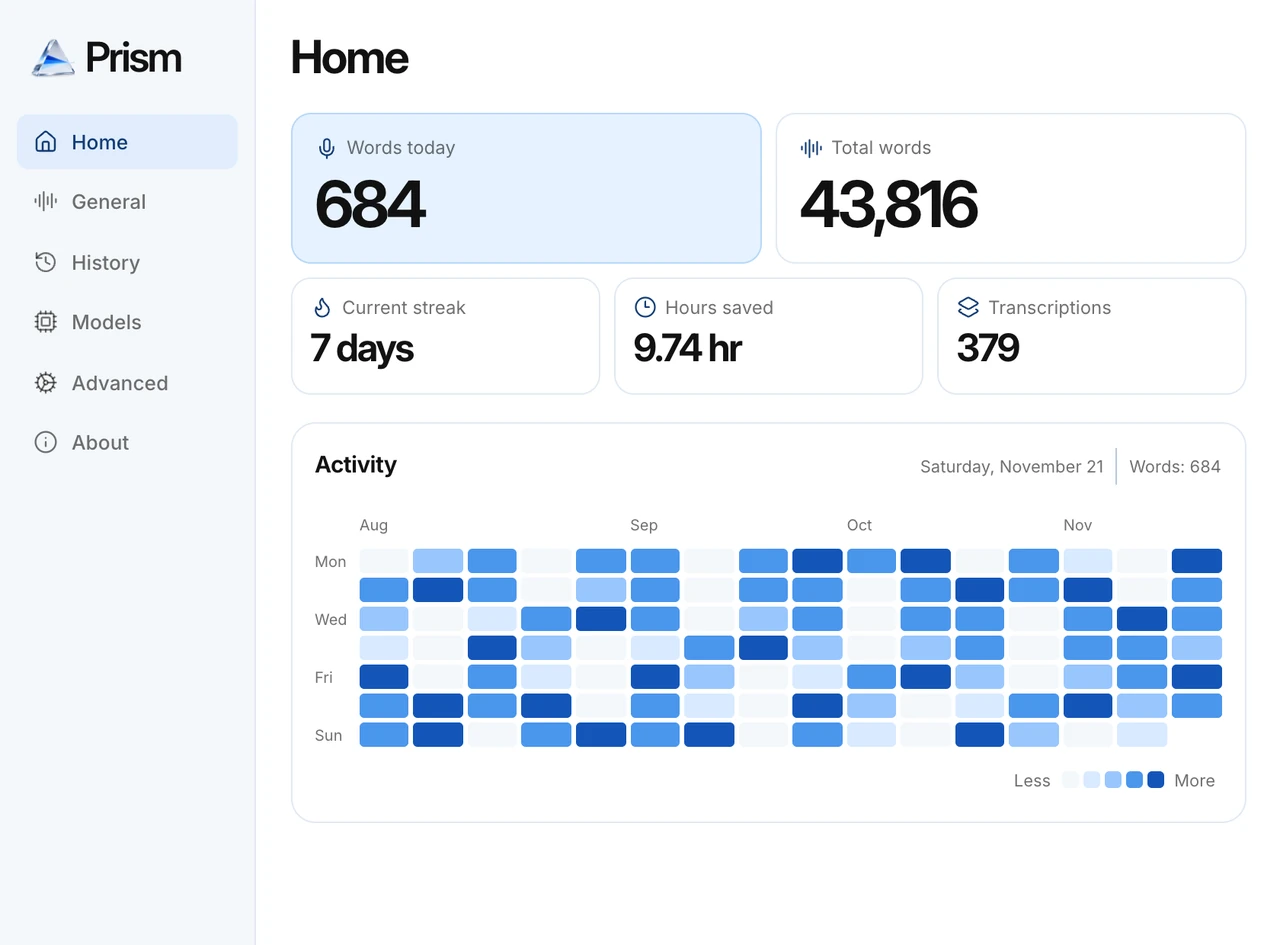 Prism
Home
General
History
Models
Advanced
About
Home
Words today
684
Total words
43,816
Current streak
7 days
Hours saved
9.74 hr
Transcriptions
379
Activity
Saturday, November 21
Words: 684
Aug Sep Oct Nov
Mon
Wed
Fri
Sun
Less
More